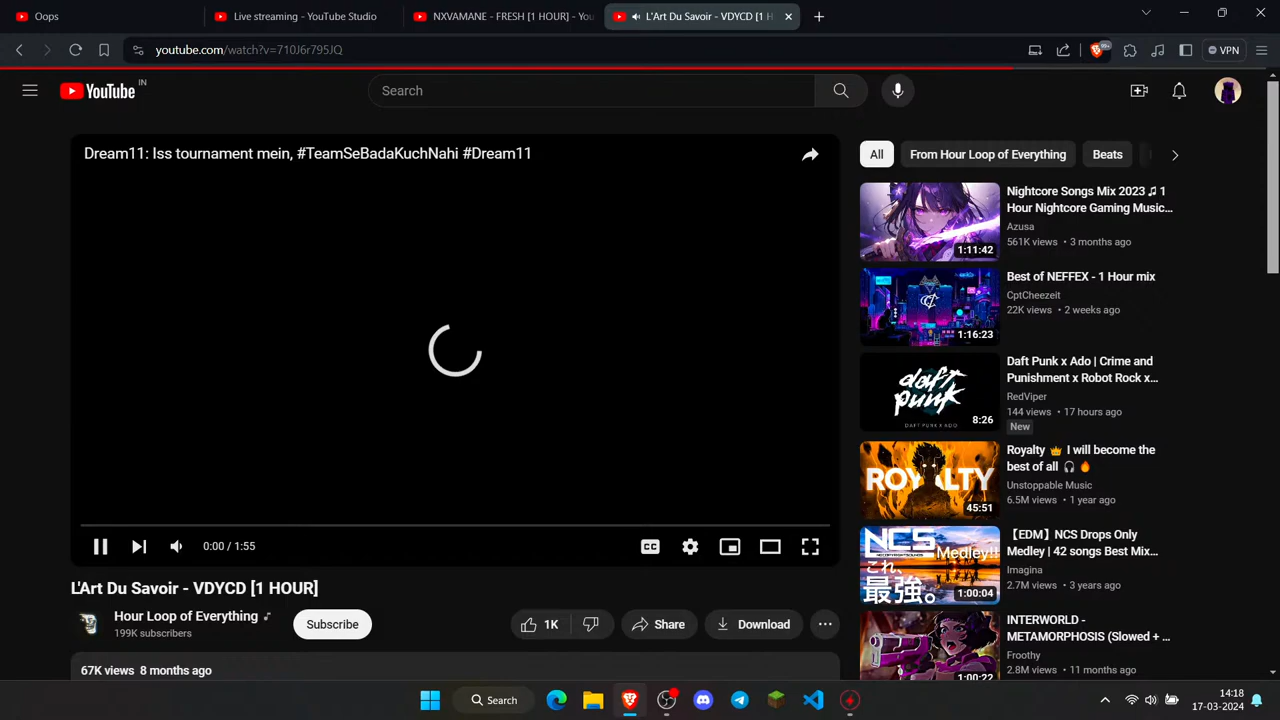 Oops
Live streaming - YouTube Studio
NXVAMANE - FRESH [1 HOUR] - You
L'Art Du Savoir - VDYCD [1 H
youtube.com/watch?v=710J6r795JQ
99+
VPN
YouTube IN
Search
Dream11: Iss tournament mein, #TeamSeBadaKuchNahi #Dream11
0:00 / 1:55
CC
L'Art Du Savoir - VDYCD [1 HOUR]
Hour Loop of Everything
199K subscribers
Subscribe
1K
Share
Download
67K views 8 months ago
All
From Hour Loop of Everything
Beats
Nightcore Songs Mix 2023 ♫ 1
Hour Nightcore Gaming Music...
Azusa
561K views • 3 months ago
1:11:42
Best of NEFFEX - 1 Hour mix
CptCheezeit
22K views • 2 weeks ago
1:16:23
Daft Punk x Ado | Crime and
Punishment x Robot Rock x...
RedViper
144 views • 17 hours ago
New
daft
punk
DAFT PUNK X ADO
8:26
Royalty 👑 I will become the
best of all 🎧 🔥
Unstoppable Music
6.5M views • 1 year ago
ROYALTY
45:51
【EDM】NCS Drops Only
Medley | 42 songs Best Mix...
Imagina
2.7M views • 3 years ago
NCS
Medley!!
これ、
最強。
1:00:04
INTERWORLD -
METAMORPHOSIS (Slowed + ...
Froothy
2.8M views • 11 months ago
1:00:22
Search
14:18
17-03-2024